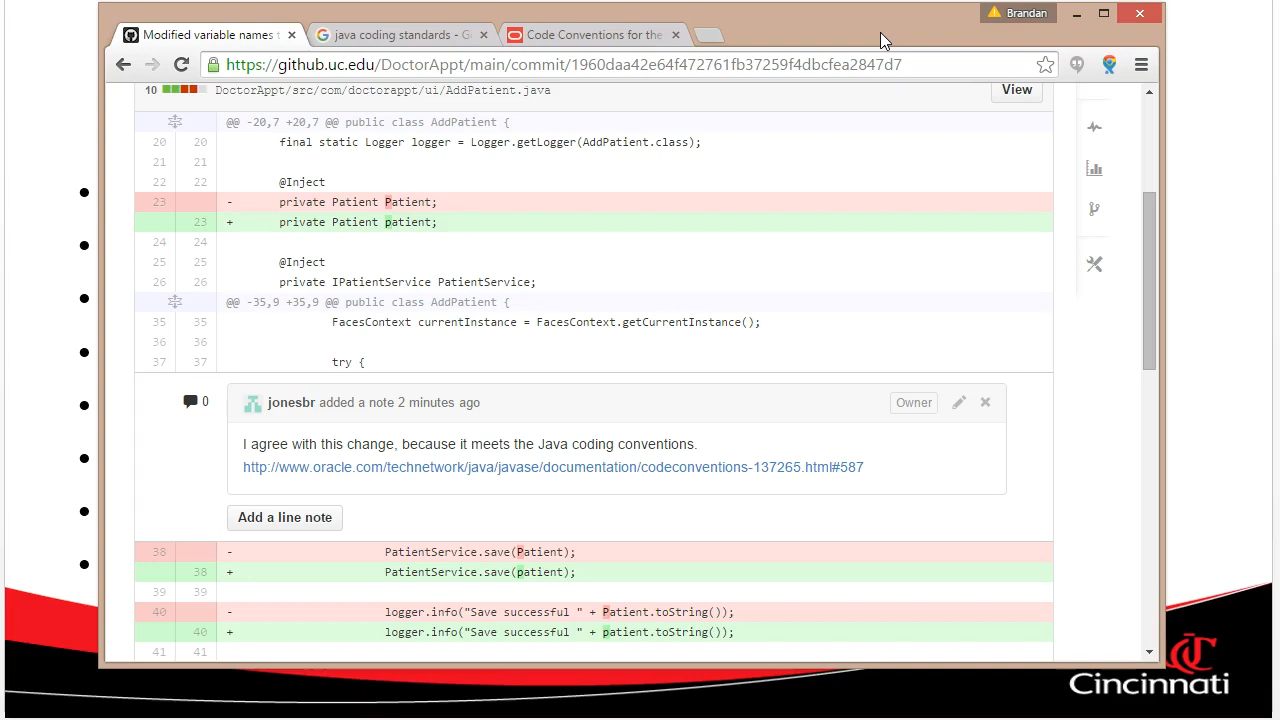 Brandan
Modified variable names t
java coding standards - G
Code Conventions for the
https://github.uc.edu/DoctorAppt/main/commit/1960daa42e64f472761fb37259f4dbcfea2847d7
10 DoctorAppt/src/com/doctorappt/ui/AddPatient.java View
@@ -20,7 +20,7 @@ public class AddPatient {
20 20 final static Logger logger = Logger.getLogger(AddPatient.class);
21 21
22 22 @Inject
23 - private Patient Patient;
23 + private Patient patient;
24 24
25 25 @Inject
26 26 private IPatientService PatientService;
@@ -35,9 +35,9 @@ public class AddPatient {
35 35 FacesContext currentInstance = FacesContext.getCurrentInstance();
36 36
37 37 try {
0 jonesbr added a note 2 minutes ago Owner
I agree with this change, because it meets the Java coding conventions.
http://www.oracle.com/technetwork/java/javase/documentation/codeconventions-137265.html#587
Add a line note
38 - PatientService.save(Patient);
38 + PatientService.save(patient);
39 39
40 - logger.info("Save successful " + Patient.toString());
40 + logger.info("Save successful " + patient.toString());
41 41
Cincinnati